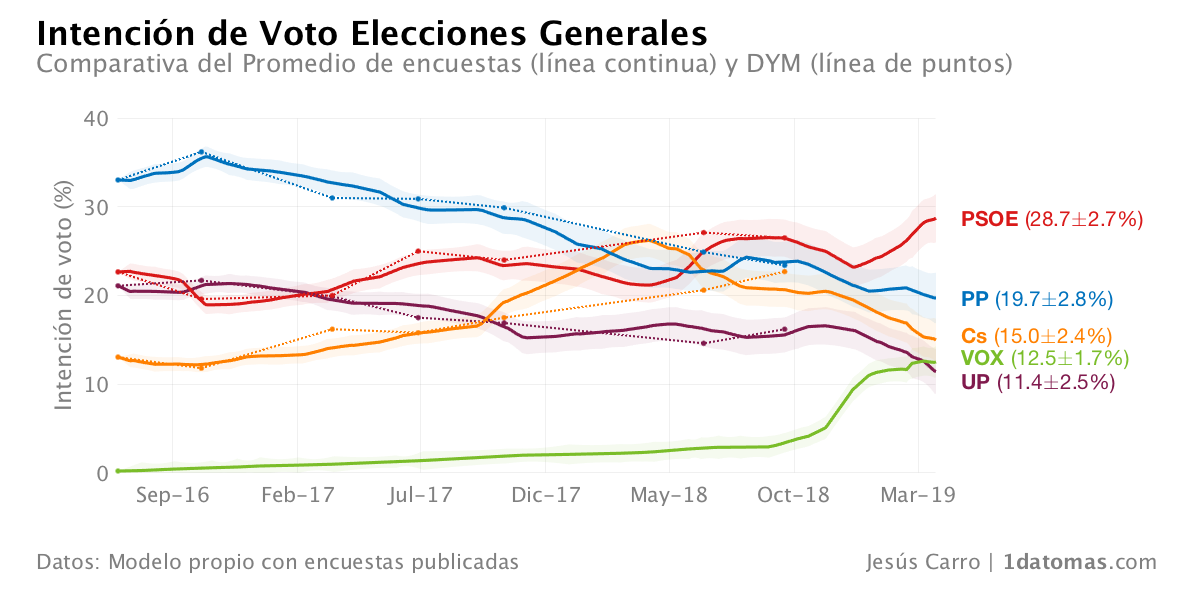 Intención de Voto Elecciones Generales
Comparativa del Promedio de encuestas (línea continua) y DYM (línea de puntos)
Intención de voto (%)
40
30
20
10
0
Sep–16 Feb–17 Jul–17 Dic–17 May–18 Oct–18 Mar–19
PSOE (28.7±2.7%)
PP (19.7±2.8%)
Cs (15.0±2.4%)
VOX (12.5±1.7%)
UP (11.4±2.5%)
Datos: Modelo propio con encuestas publicadas
Jesús Carro | 1datomas.com